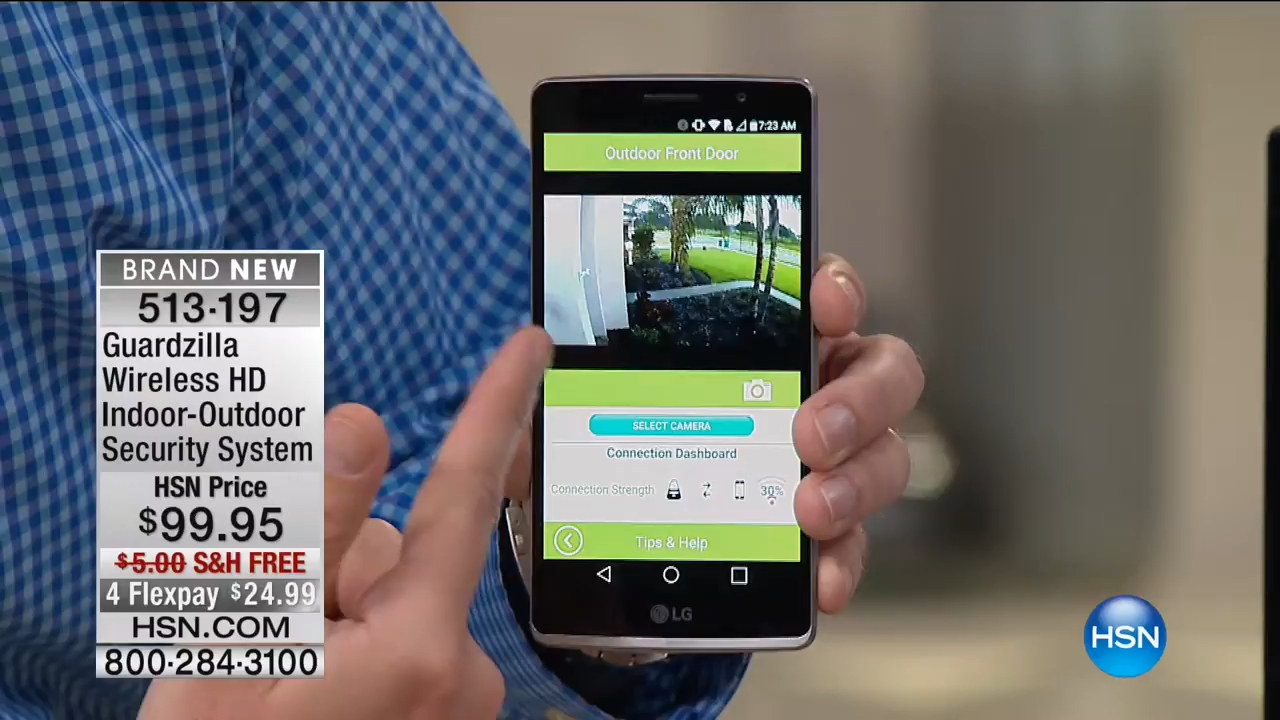 BRAND NEW
513-197
Guardzilla
Wireless HD
Indoor-Outdoor
Security System
HSN Price
$99.95
$5.00 S&H FREE
4 Flexpay $24.99
HSN.COM
800-284-3100
7:23 AM
Outdoor Front Door
SELECT CAMERA
Connection Dashboard
Connection Strength
30%
Tips & Help
LG
HSN